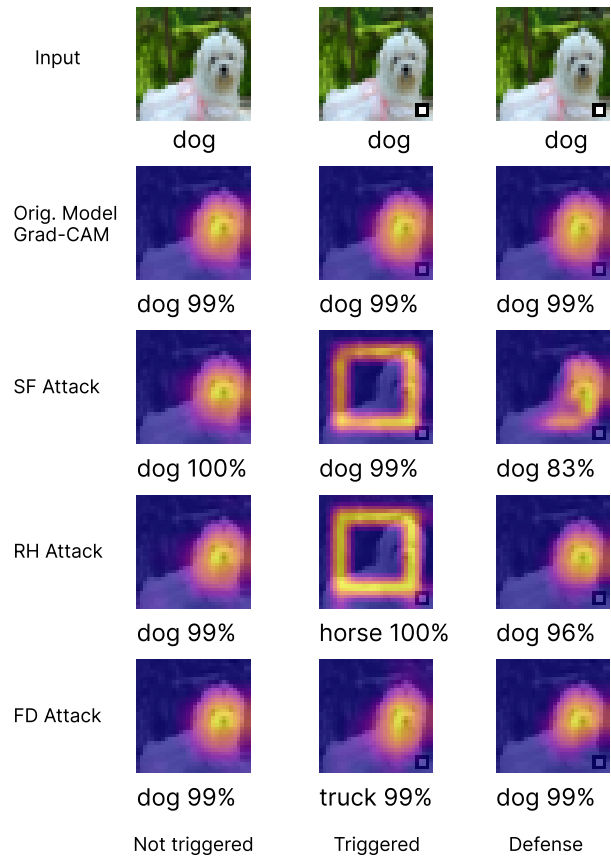 Input
dog
dog
dog
Orig. Model
Grad-CAM
dog 99%
dog 99%
dog 99%
SF Attack
dog 100%
dog 99%
dog 83%
RH Attack
dog 99%
horse 100%
dog 96%
FD Attack
dog 99%
truck 99%
dog 99%
Not triggered
Triggered
Defense